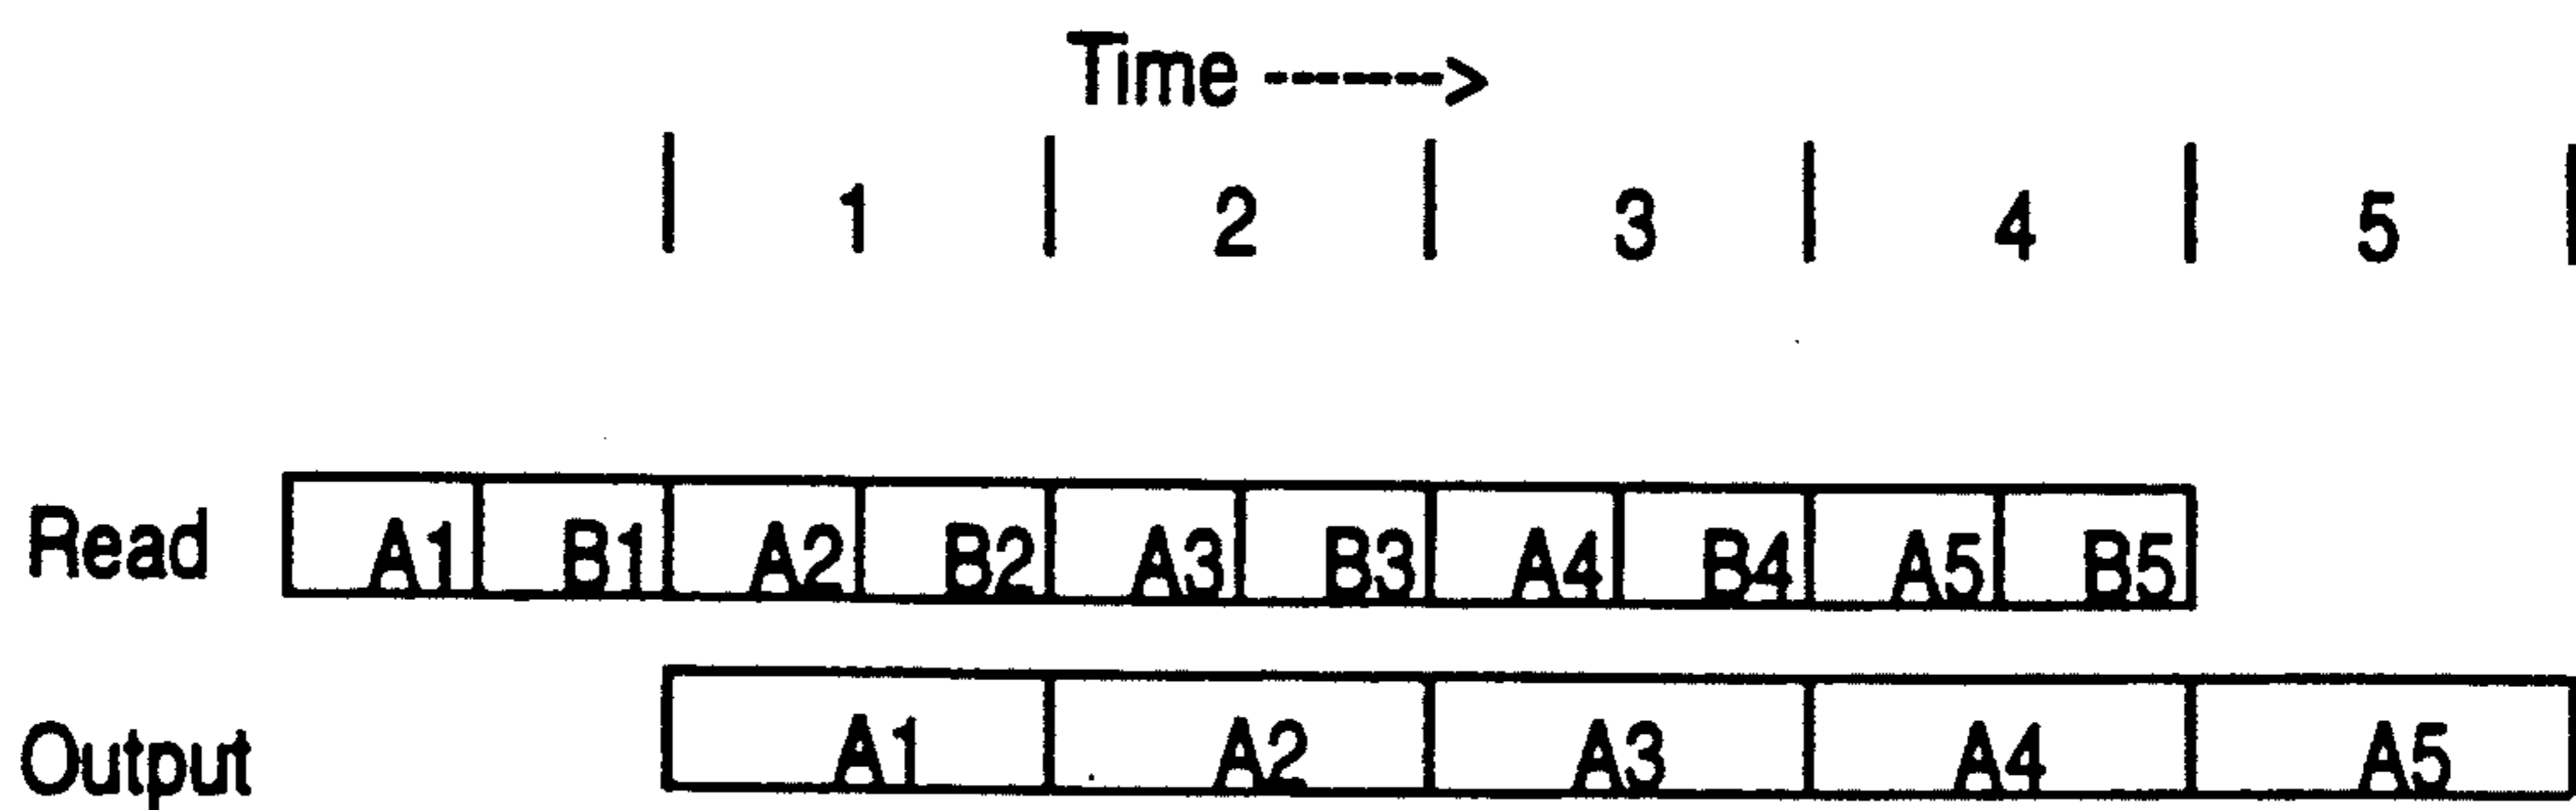 Time ------->
1 2 3 4 5
Read A1 B1 A2 B2 A3 B3 A4 B4 A5 B5
Output A1 A2 A3 A4 A5